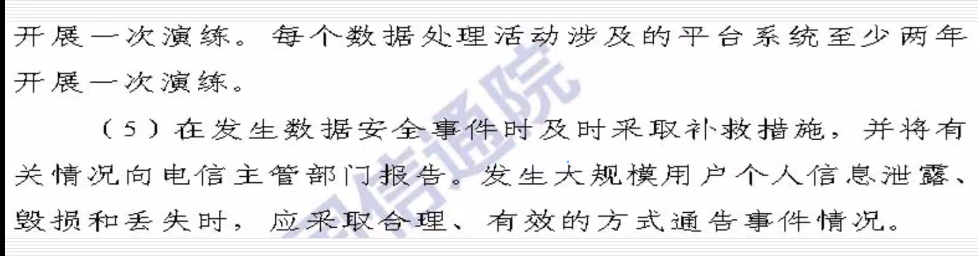 开展一次演练。每个数据处理活动涉及的平台系统至少两年
开展一次演练。
（5）在发生数据安全事件时及时采取补救措施，并将有
关情况向电信主管部门报告。发生大规模用户个人信息泄露、
毁损和丢失时，应采取合理、有效的方式通告事件情况。
信通院